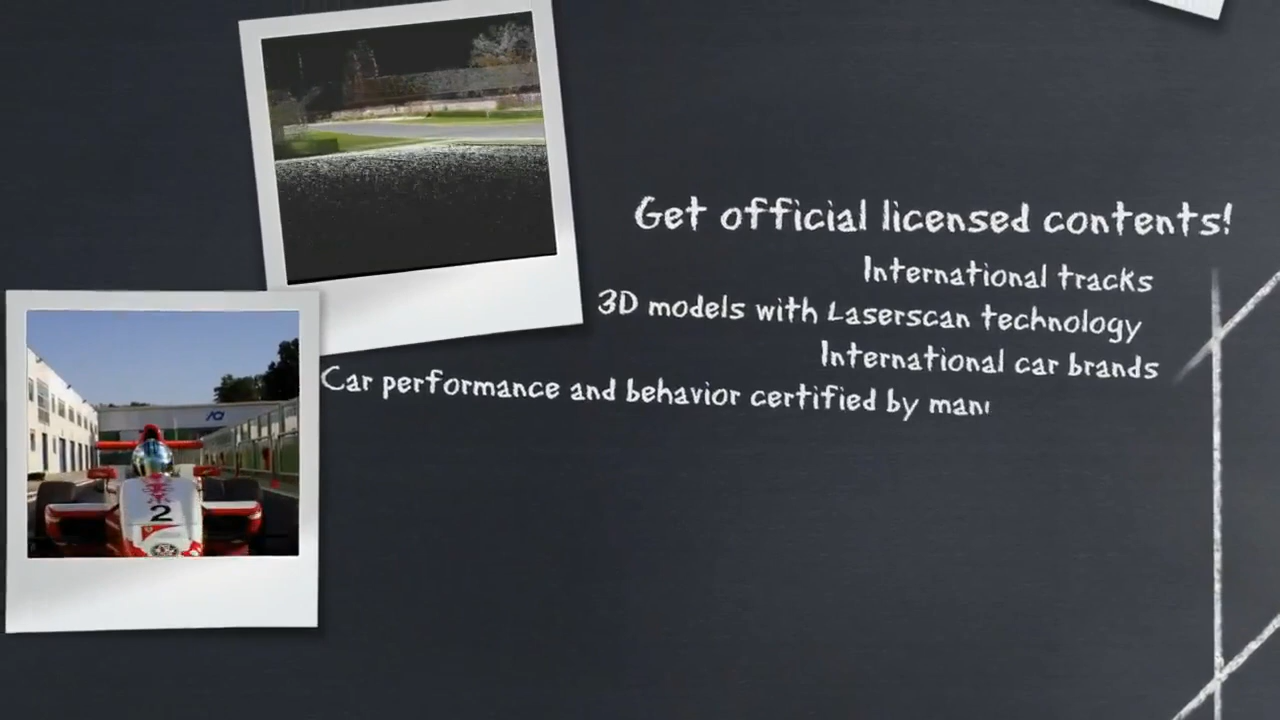 Get official licensed contents!
International tracks
3D models with Laserscan technology
International car brands
Car performance and behavior certified by
2